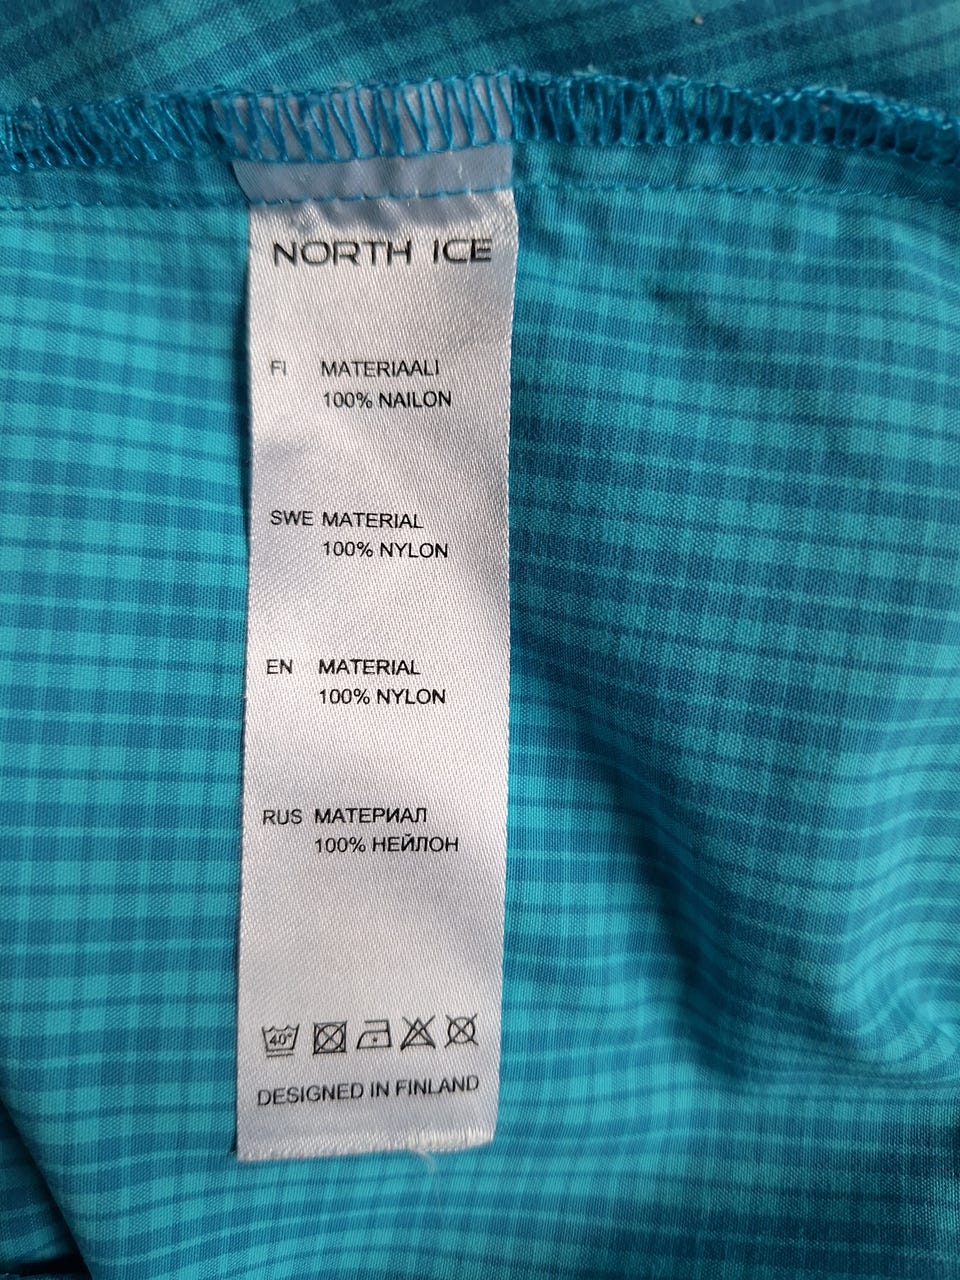 NORTH ICE
FI MATERIAALI
100% NAILON
SWE MATERIAL
100% NYLON
EN MATERIAL
100% NYLON
RUS МАТЕРИАЛ
100% НЕЙЛОН
40°
DESIGNED IN FINLAND